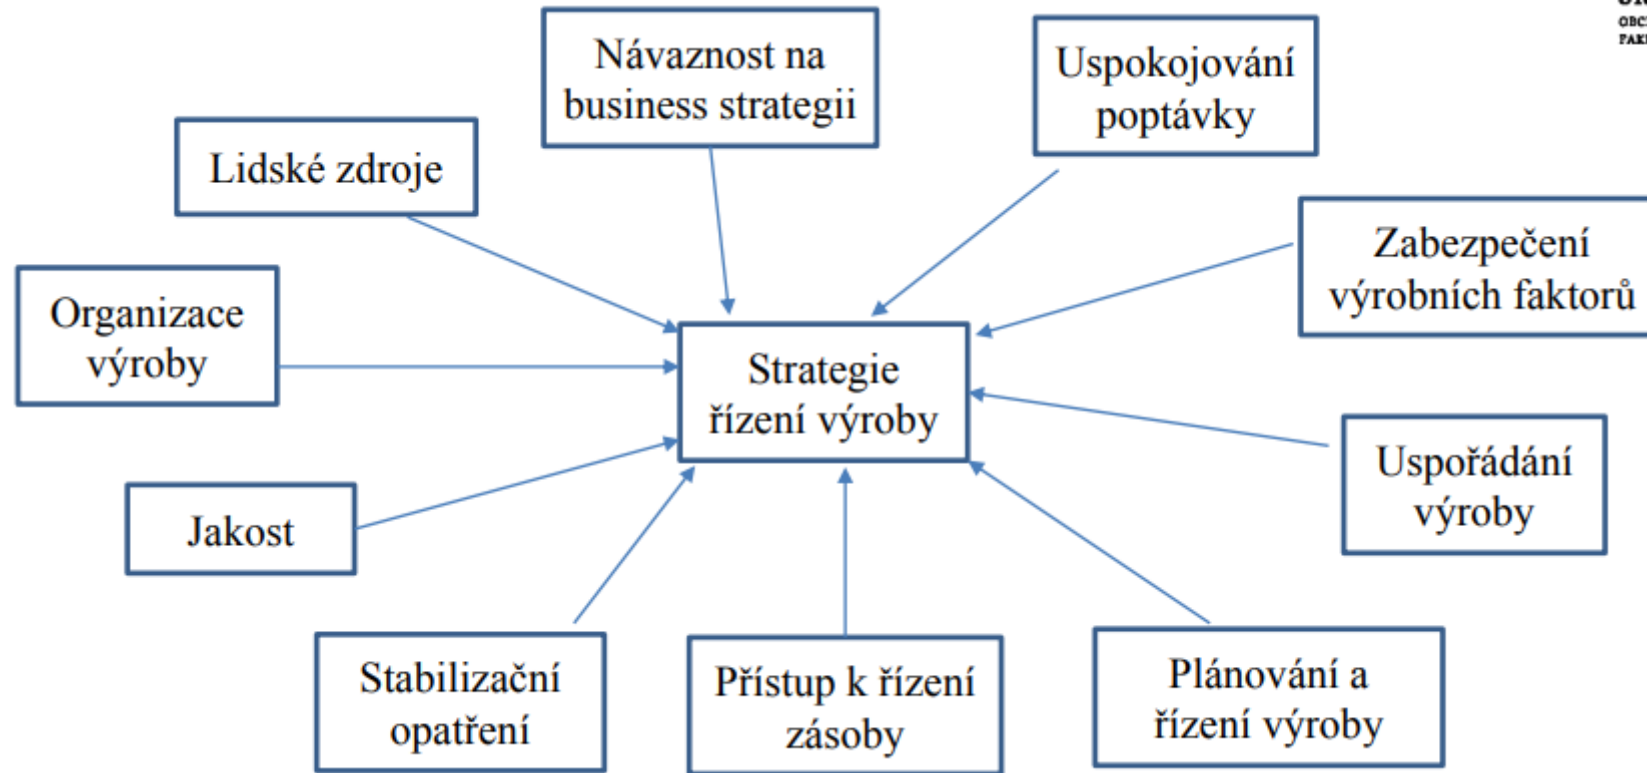 Návaznost na
business strategii
Uspokojování
poptávky
Lidské zdroje
Zabezpečení
výrobních faktorů
Organizace
výroby
Strategie
řízení výroby
Uspořádání
výroby
Jakost
Stabilizační
opatření
Přístup k řízení
zásoby
Plánování a
řízení výroby